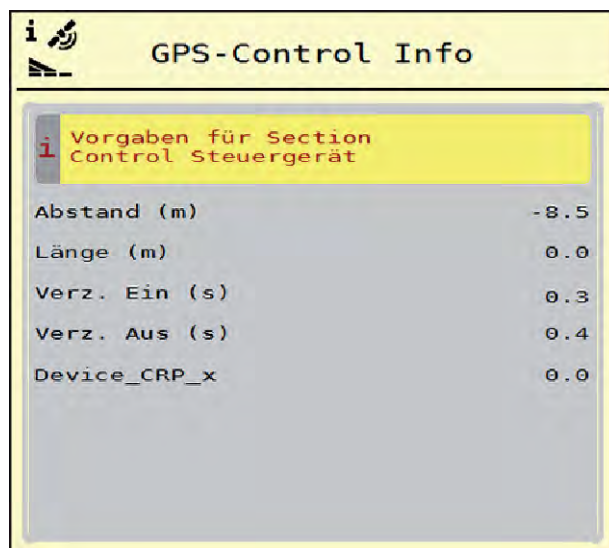 i
GPS-Control Info
i
Vorgaben für Section
Control Steuergerät
Abstand (m) -8.5
Länge (m) 0.0
Verz. Ein (s) 0.3
Verz. Aus (s) 0.4
Device_CRP_x 0.0